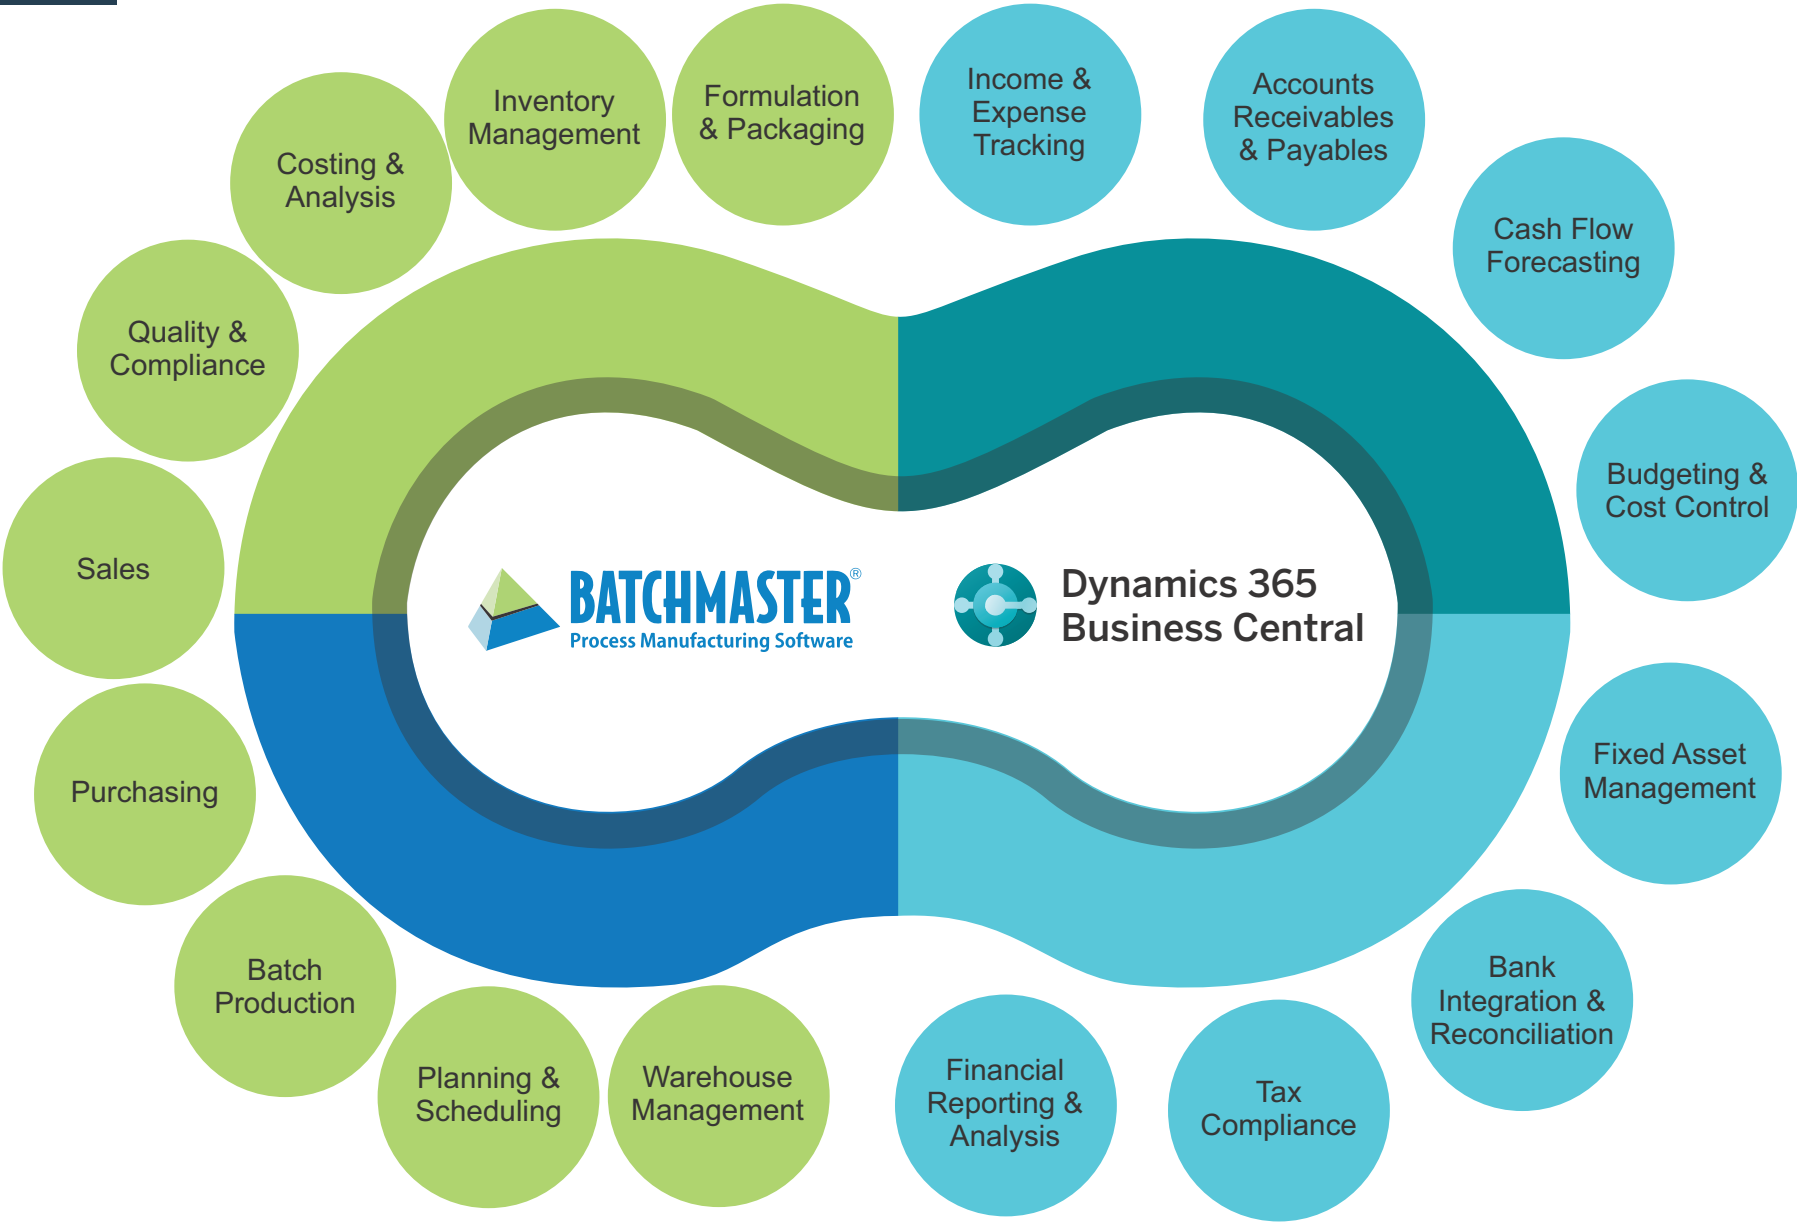 Inventory
Management
Formulation
& Packaging
Income &
Expense
Tracking
Accounts
Receivables
& Payables
Costing &
Analysis
Cash Flow
Forecasting
Quality &
Compliance
Budgeting &
Cost Control
Sales
BATCHMASTER®
Process Manufacturing Software
Dynamics 365
Business Central
Purchasing
Fixed Asset
Management
Batch
Production
Bank
Integration &
Reconciliation
Planning &
Scheduling
Warehouse
Management
Financial
Reporting &
Analysis
Tax
Compliance